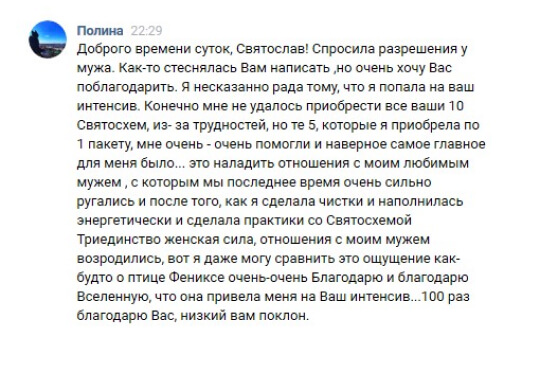 Полина 22:29
Доброго времени суток, Святослав! Спросила разрешения у
мужа. Как-то стеснялась Вам написать ,но очень хочу Вас
поблагодарить. Я несказанно рада тому, что я попала на ваш
интенсив. Конечно мне не удалось приобрести все ваши 10
Святосхем, из- за трудностей, но те 5, которые я приобрела по
1 пакету, мне очень - очень помогли и наверное самое главное
для меня было... это наладить отношения с моим любимым
мужем , с которым мы последнее время очень сильно
ругались и после того, как я сделала чистки и наполнилась
энергетически и сделала практики со Святосхемой
Триединство женская сила, отношения с моим мужем
возродились, вот я даже могу сравнить это ощущение как-
будто о птице Фениксе очень-очень Благодарю и благодарю
Вселенную, что она привела меня на Ваш интенсив...100 раз
благодарю Вас, низкий вам поклон.